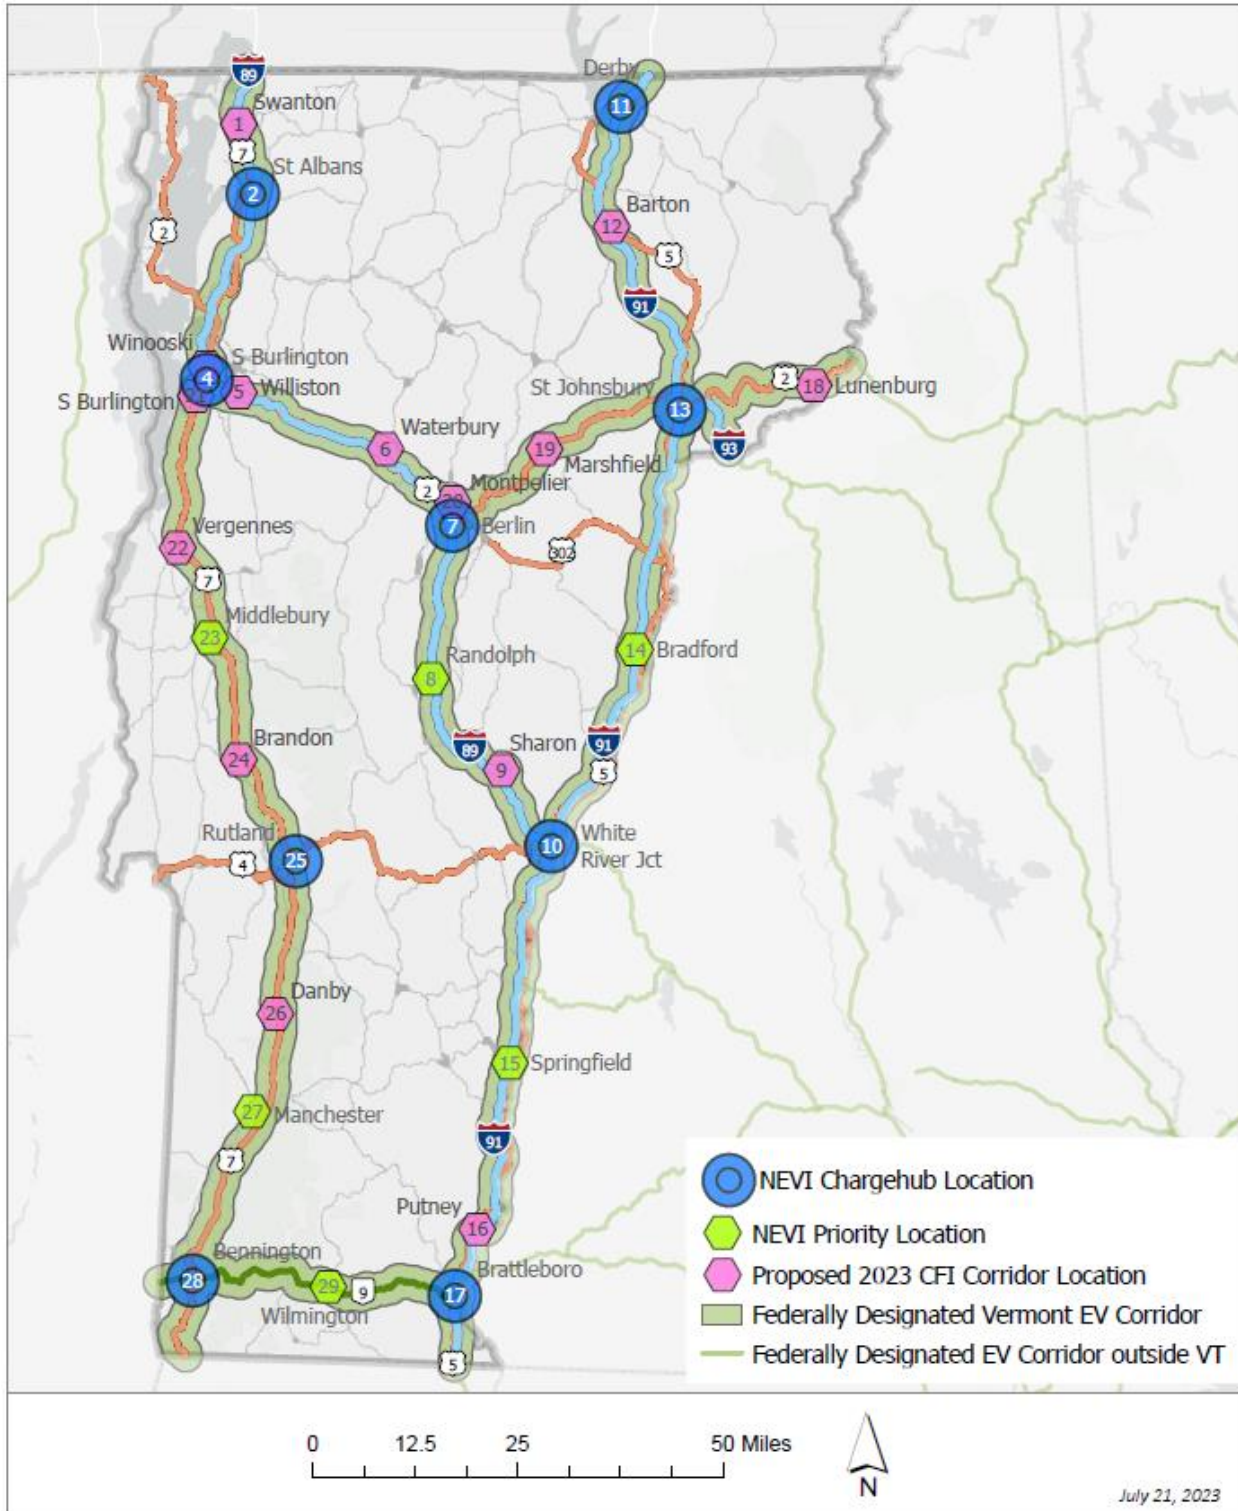 89
Derby
11
Swanton
1
7
St Albans
2
Barton
12
2
5
91
Winooski
S Burlington
4
St Johnsbury
2
18
Lunenburg
5
Williston
S Burlington
13
Waterbury
6
19
93
Marshfield
2
Montpelier
20
7
Berlin
Vergennes
22
302
7
Middlebury
23
Randolph
8
14
Bradford
Brandon
24
89
Sharon
9
91
5
Rutland
25
4
10
White
River Jct
Danby
26
15
Springfield
27
Manchester
91
7
Putney
16
Bennington
28
29
9
Wilmington
Brattleboro
17
5
NEVI Chargehub Location
NEVI Priority Location
Proposed 2023 CFI Corridor Location
Federally Designated Vermont EV Corridor
Federally Designated EV Corridor outside VT
0 12.5 25 50 Miles
N
July 21, 2023